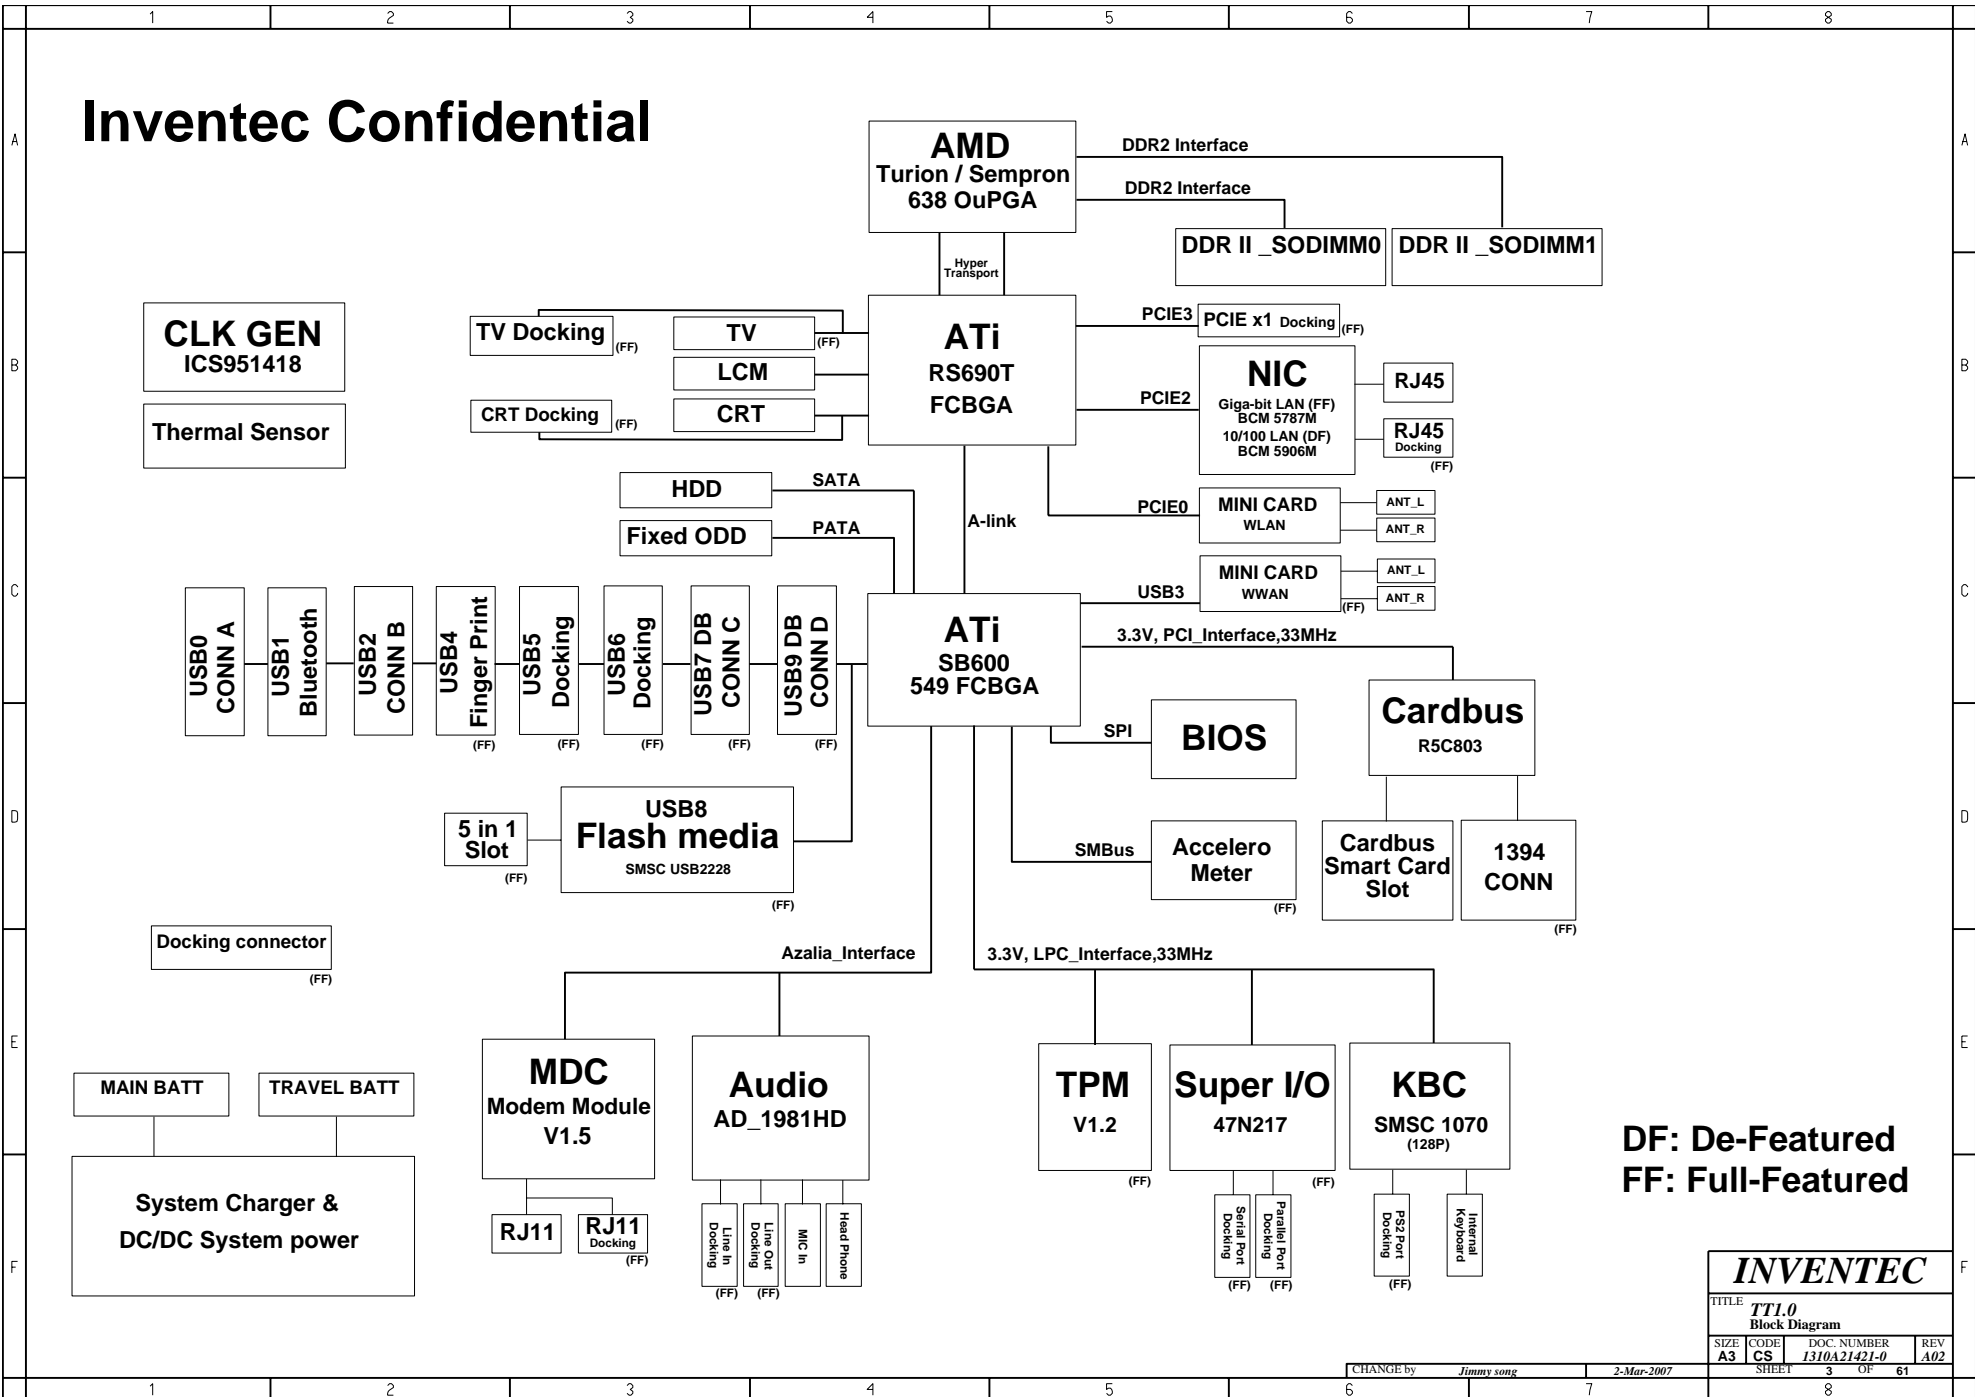 1 2 3 4 5 6 7 8
Inventec Confidential
A
A
AMD
Turion / Sempron
638 OuPGA
DDR2 Interface
DDR2 Interface
DDR II _SODIMM0
DDR II _SODIMM1
Hyper
Transport
B
B
CLK GEN
ICS951418
Thermal Sensor
TV Docking
(FF)
TV
(FF)
LCM
CRT Docking
(FF)
CRT
ATi
RS690T
FCBGA
PCIE3
PCIE x1 Docking
(FF)
PCIE2
NIC
Giga-bit LAN (FF)
BCM 5787M
10/100 LAN (DF)
BCM 5906M
RJ45
RJ45
Docking
(FF)
HDD
SATA
Fixed ODD
PATA
A-link
PCIE0
MINI CARD
WLAN
ANT_L
ANT_R
C
C
USB3
MINI CARD
WWAN
(FF)
ANT_L
ANT_R
USB0
CONN A
USB1
Bluetooth
USB2
CONN B
USB4
Finger Print
(FF)
USB5
Docking
(FF)
USB6
Docking
(FF)
USB7 DB
CONN C
(FF)
USB9 DB
CONN D
(FF)
ATi
SB600
549 FCBGA
3.3V, PCI_Interface,33MHz
Cardbus
R5C803
SPI
BIOS
D
D
5 in 1
Slot
(FF)
USB8
Flash media
SMSC USB2228
(FF)
SMBus
Accelero
Meter
(FF)
Cardbus
Smart Card
Slot
1394
CONN
(FF)
Docking connector
(FF)
Azalia_Interface
3.3V, LPC_Interface,33MHz
E
E
MAIN BATT
TRAVEL BATT
System Charger &
DC/DC System power
MDC
Modem Module
V1.5
RJ11
RJ11
Docking
(FF)
Audio
AD_1981HD
Line In
Docking
(FF)
Line Out
Docking
(FF)
MIC In
Head Phone
TPM
V1.2
(FF)
Super I/O
47N217
(FF)
Serial Port
Docking
(FF)
Parallel Port
Docking
(FF)
KBC
SMSC 1070
(128P)
PS2 Port
Docking
(FF)
Internal
Keyboard
DF: De-Featured
FF: Full-Featured
F
F
INVENTEC
TITLE
TT1.0
Block Diagram
SIZE CODE DOC. NUMBER REV
A3 CS 1310A21421-0 A02
CHANGE by Jimmy song 2-Mar-2007
SHEET 3 OF 61
1 2 3 4 5 6 7 8